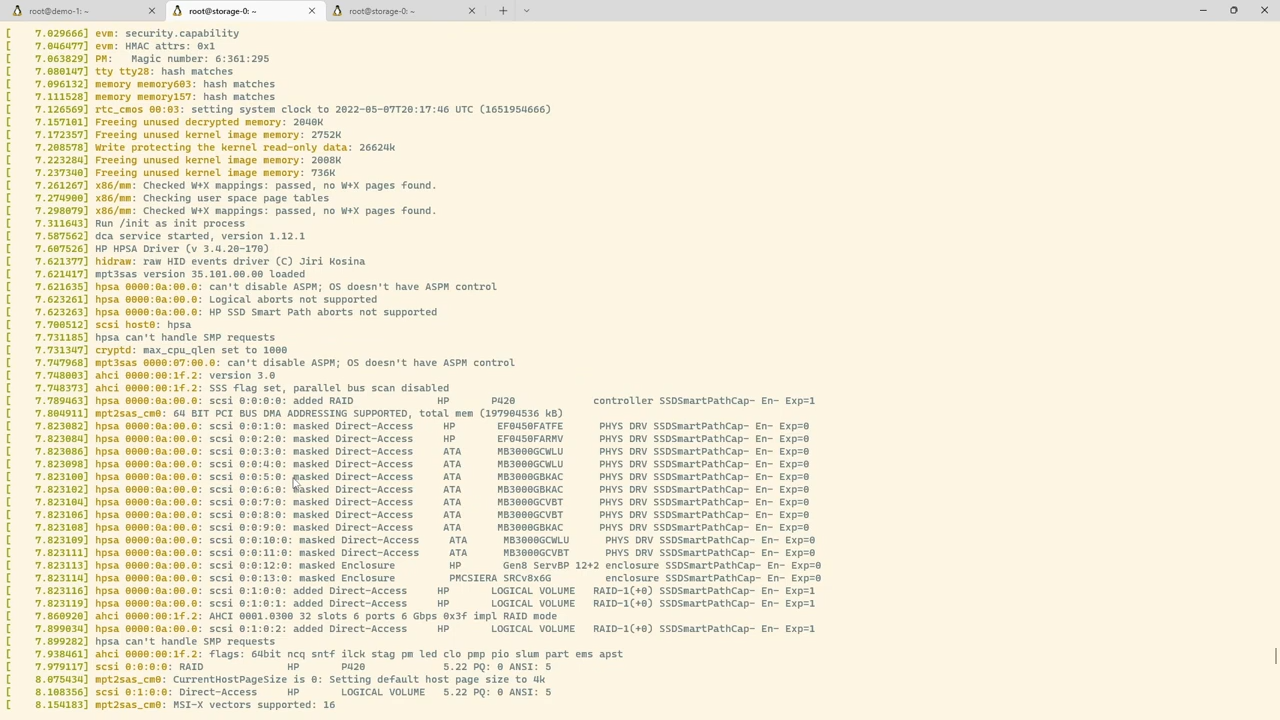 root@demo-1: ~
root@storage-0: ~
root@storage-0: ~
[    7.029666] evm: security.capability
[    7.046477] evm: HMAC attrs: 0x1
[    7.063829] PM:   Magic number: 6:361:295
[    7.080147] tty tty28: hash matches
[    7.096132] memory memory603: hash matches
[    7.111528] memory memory157: hash matches
[    7.126569] rtc_cmos 00:03: setting system clock to 2022-05-07T20:17:46 UTC (1651954666)
[    7.157101] Freeing unused decrypted memory: 2040K
[    7.172357] Freeing unused kernel image memory: 2752K
[    7.208578] Write protecting the kernel read-only data: 26624k
[    7.223284] Freeing unused kernel image memory: 2008K
[    7.237340] Freeing unused kernel image memory: 736K
[    7.261267] x86/mm: Checked W+X mappings: passed, no W+X pages found.
[    7.274900] x86/mm: Checking user space page tables
[    7.298079] x86/mm: Checked W+X mappings: passed, no W+X pages found.
[    7.311643] Run /init as init process
[    7.587562] dca service started, version 1.12.1
[    7.607526] HP HPSA Driver (v 3.4.20-170)
[    7.621377] hidraw: raw HID events driver (C) Jiri Kosina
[    7.621417] mpt3sas version 35.101.00.00 loaded
[    7.621635] hpsa 0000:0a:00.0: can't disable ASPM; OS doesn't have ASPM control
[    7.623261] hpsa 0000:0a:00.0: Logical aborts not supported
[    7.623263] hpsa 0000:0a:00.0: HP SSD Smart Path aborts not supported
[    7.700512] scsi host0: hpsa
[    7.731185] hpsa can't handle SMP requests
[    7.731347] cryptd: max_cpu_qlen set to 1000
[    7.747968] mpt3sas 0000:07:00.0: can't disable ASPM; OS doesn't have ASPM control
[    7.748003] ahci 0000:00:1f.2: version 3.0
[    7.748373] ahci 0000:00:1f.2: SSS flag set, parallel bus scan disabled
[    7.789463] hpsa 0000:0a:00.0: scsi 0:0:0:0: added RAID              HP       P420             controller SSDSmartPathCap- En- Exp=1
[    7.804911] mpt2sas_cm0: 64 BIT PCI BUS DMA ADDRESSING SUPPORTED, total mem (197904536 kB)
[    7.823082] hpsa 0000:0a:00.0: scsi 0:0:1:0: masked Direct-Access     HP       EF0450FATFE      PHYS DRV SSDSmartPathCap- En- Exp=0
[    7.823084] hpsa 0000:0a:00.0: scsi 0:0:2:0: masked Direct-Access     HP       EF0450FARMV      PHYS DRV SSDSmartPathCap- En- Exp=0
[    7.823086] hpsa 0000:0a:00.0: scsi 0:0:3:0: masked Direct-Access     ATA      MB3000GCWLU      PHYS DRV SSDSmartPathCap- En- Exp=0
[    7.823098] hpsa 0000:0a:00.0: scsi 0:0:4:0: masked Direct-Access     ATA      MB3000GCWLU      PHYS DRV SSDSmartPathCap- En- Exp=0
[    7.823100] hpsa 0000:0a:00.0: scsi 0:0:5:0: masked Direct-Access     ATA      MB3000GBKAC      PHYS DRV SSDSmartPathCap- En- Exp=0
[    7.823102] hpsa 0000:0a:00.0: scsi 0:0:6:0: masked Direct-Access     ATA      MB3000GBKAC      PHYS DRV SSDSmartPathCap- En- Exp=0
[    7.823104] hpsa 0000:0a:00.0: scsi 0:0:7:0: masked Direct-Access     ATA      MB3000GCVBT      PHYS DRV SSDSmartPathCap- En- Exp=0
[    7.823106] hpsa 0000:0a:00.0: scsi 0:0:8:0: masked Direct-Access     ATA      MB3000GCVBT      PHYS DRV SSDSmartPathCap- En- Exp=0
[    7.823108] hpsa 0000:0a:00.0: scsi 0:0:9:0: masked Direct-Access     ATA      MB3000GBKAC      PHYS DRV SSDSmartPathCap- En- Exp=0
[    7.823109] hpsa 0000:0a:00.0: scsi 0:0:10:0: masked Direct-Access     ATA      MB3000GCWLU      PHYS DRV SSDSmartPathCap- En- Exp=0
[    7.823111] hpsa 0000:0a:00.0: scsi 0:0:11:0: masked Direct-Access     ATA      MB3000GCVBT      PHYS DRV SSDSmartPathCap- En- Exp=0
[    7.823113] hpsa 0000:0a:00.0: scsi 0:0:12:0: masked Enclosure         HP       Gen8 ServBP 12+2 enclosure SSDSmartPathCap- En- Exp=0
[    7.823114] hpsa 0000:0a:00.0: scsi 0:0:13:0: masked Enclosure         PMCSIERA SRCv8x6G         enclosure SSDSmartPathCap- En- Exp=0
[    7.823116] hpsa 0000:0a:00.0: scsi 0:1:0:0: added Direct-Access     HP       LOGICAL VOLUME   RAID-1(+0) SSDSmartPathCap- En- Exp=1
[    7.823119] hpsa 0000:0a:00.0: scsi 0:1:0:1: added Direct-Access     HP       LOGICAL VOLUME   RAID-1(+0) SSDSmartPathCap- En- Exp=1
[    7.860920] ahci 0000:00:1f.2: AHCI 0001.0300 32 slots 6 ports 6 Gbps 0x3f impl RAID mode
[    7.899034] hpsa 0000:0a:00.0: scsi 0:1:0:2: added Direct-Access     HP       LOGICAL VOLUME   RAID-1(+0) SSDSmartPathCap- En- Exp=1
[    7.899282] hpsa can't handle SMP requests
[    7.938461] ahci 0000:00:1f.2: flags: 64bit ncq sntf ilck stag pm led clo pmp pio slum part ems apst
[    7.979117] scsi 0:0:0:0: RAID              HP       P420             5.22 PQ: 0 ANSI: 5
[    8.075434] mpt2sas_cm0: CurrentHostPageSize is 0: Setting default host page size to 4k
[    8.108356] scsi 0:1:0:0: Direct-Access     HP       LOGICAL VOLUME   5.22 PQ: 0 ANSI: 5
[    8.154183] mpt2sas_cm0: MSI-X vectors supported: 16